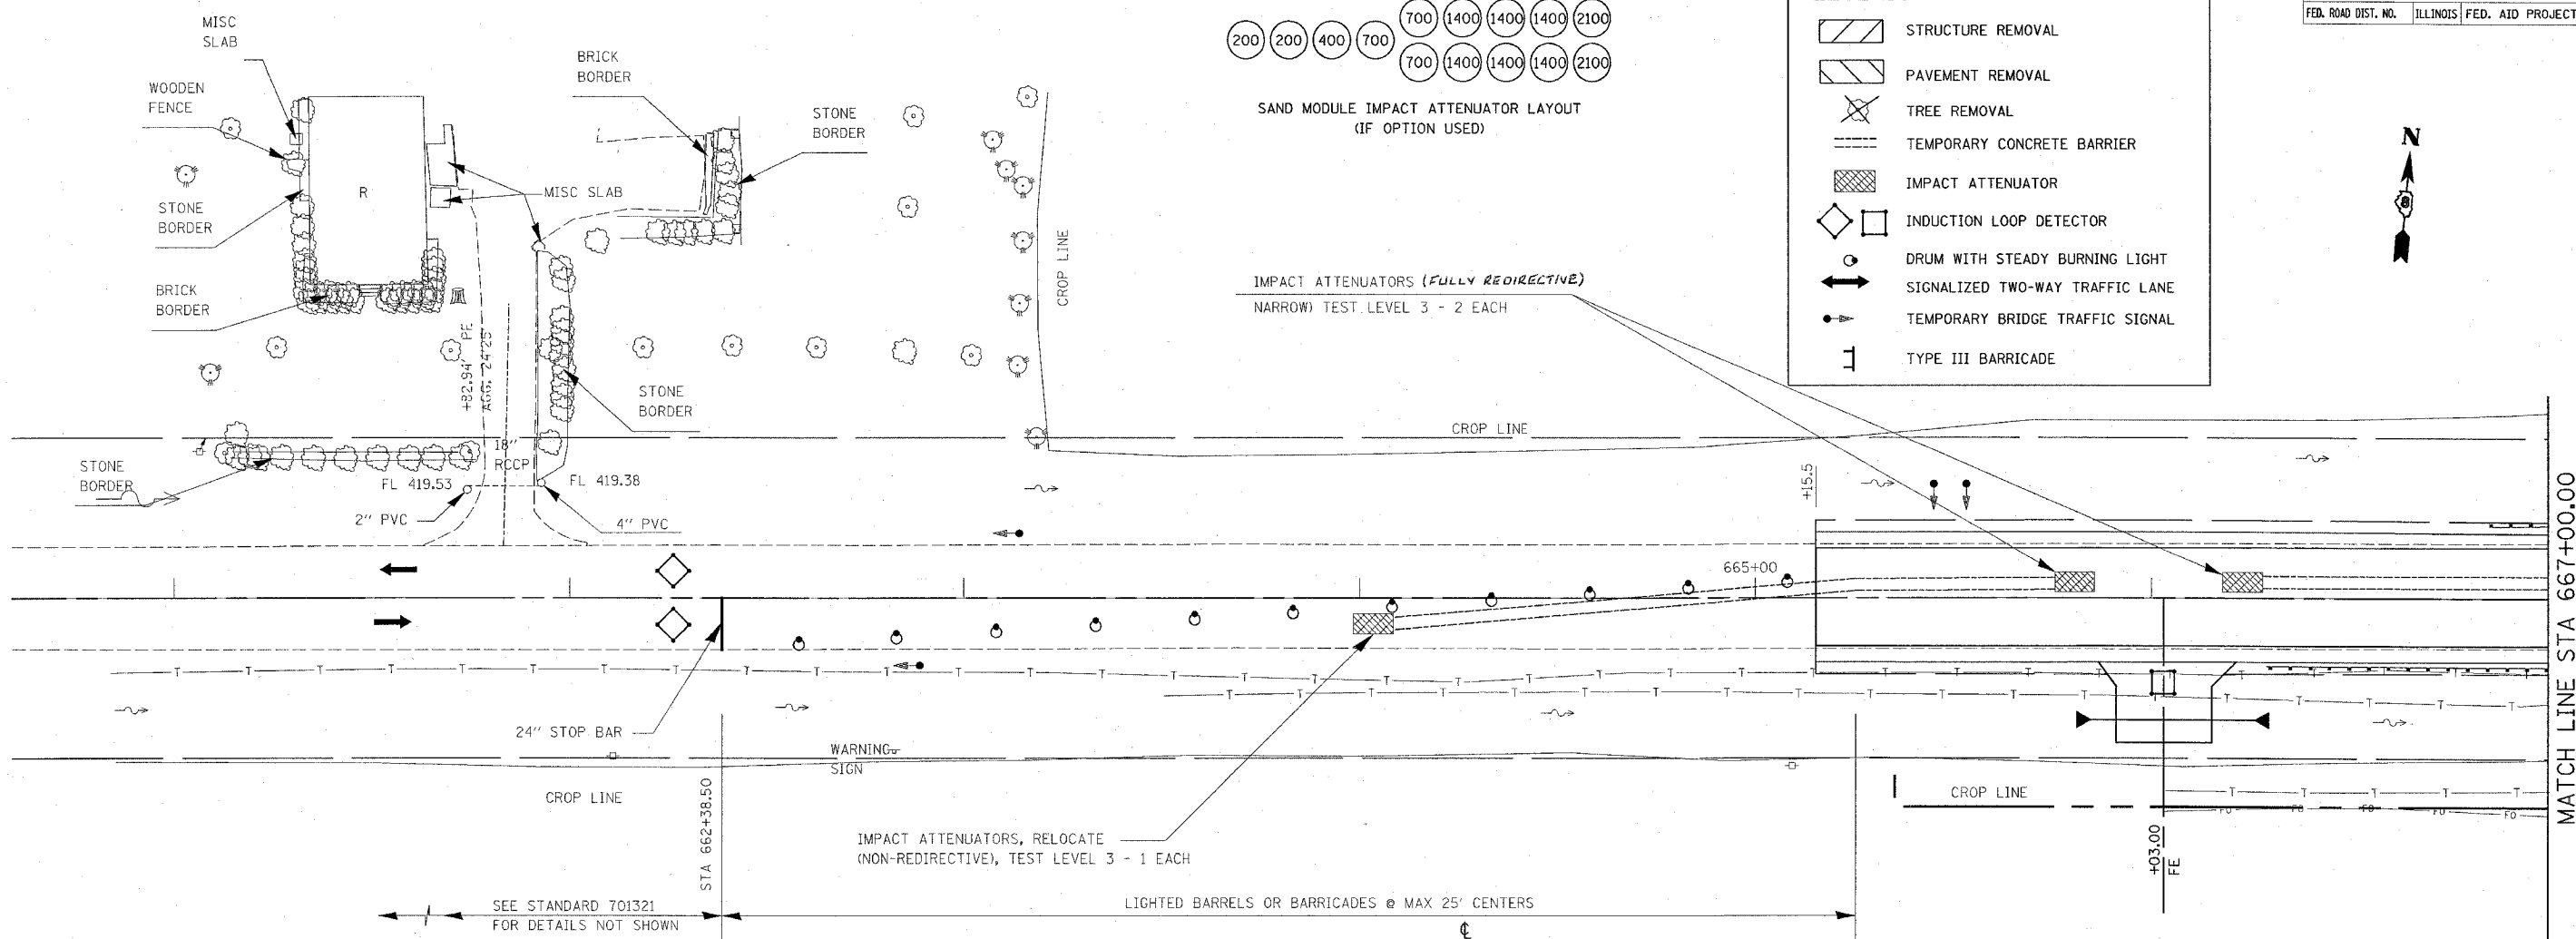 MISC
SLAB
WOODEN
FENCE
STONE
BORDER
BRICK
BORDER
R
MISC SLAB
BRICK
BORDER
STONE
BORDER
CROP LINE
200 200 400 700
700 1400 1400 1400 2100
700 1400 1400 1400 2100
SAND MODULE IMPACT ATTENUATOR LAYOUT
(IF OPTION USED)
STRUCTURE REMOVAL
PAVEMENT REMOVAL
TREE REMOVAL
TEMPORARY CONCRETE BARRIER
IMPACT ATTENUATOR
INDUCTION LOOP DETECTOR
DRUM WITH STEADY BURNING LIGHT
SIGNALIZED TWO-WAY TRAFFIC LANE
TEMPORARY BRIDGE TRAFFIC SIGNAL
TYPE III BARRICADE
FED. ROAD DIST. NO. ILLINOIS FED. AID PROJECT
N
IMPACT ATTENUATORS (FULLY REDIRECTIVE)
NARROW) TEST LEVEL 3 - 2 EACH
+82.94' PE
AGG. 24'25
STONE
BORDER
CROP LINE
STONE
BORDER
18"
RCCP
FL 419.53
FL 419.38
2" PVC
4" PVC
+15.5
665+00
MATCH LINE STA 667+00.00
24" STOP BAR
WARNING
SIGN
CROP LINE
STA 662+38.50
IMPACT ATTENUATORS, RELOCATE
(NON-REDIRECTIVE), TEST LEVEL 3 - 1 EACH
CROP LINE
+03.00
FE
SEE STANDARD 701321
FOR DETAILS NOT SHOWN
LIGHTED BARRELS OR BARRICADES @ MAX 25' CENTERS
℄